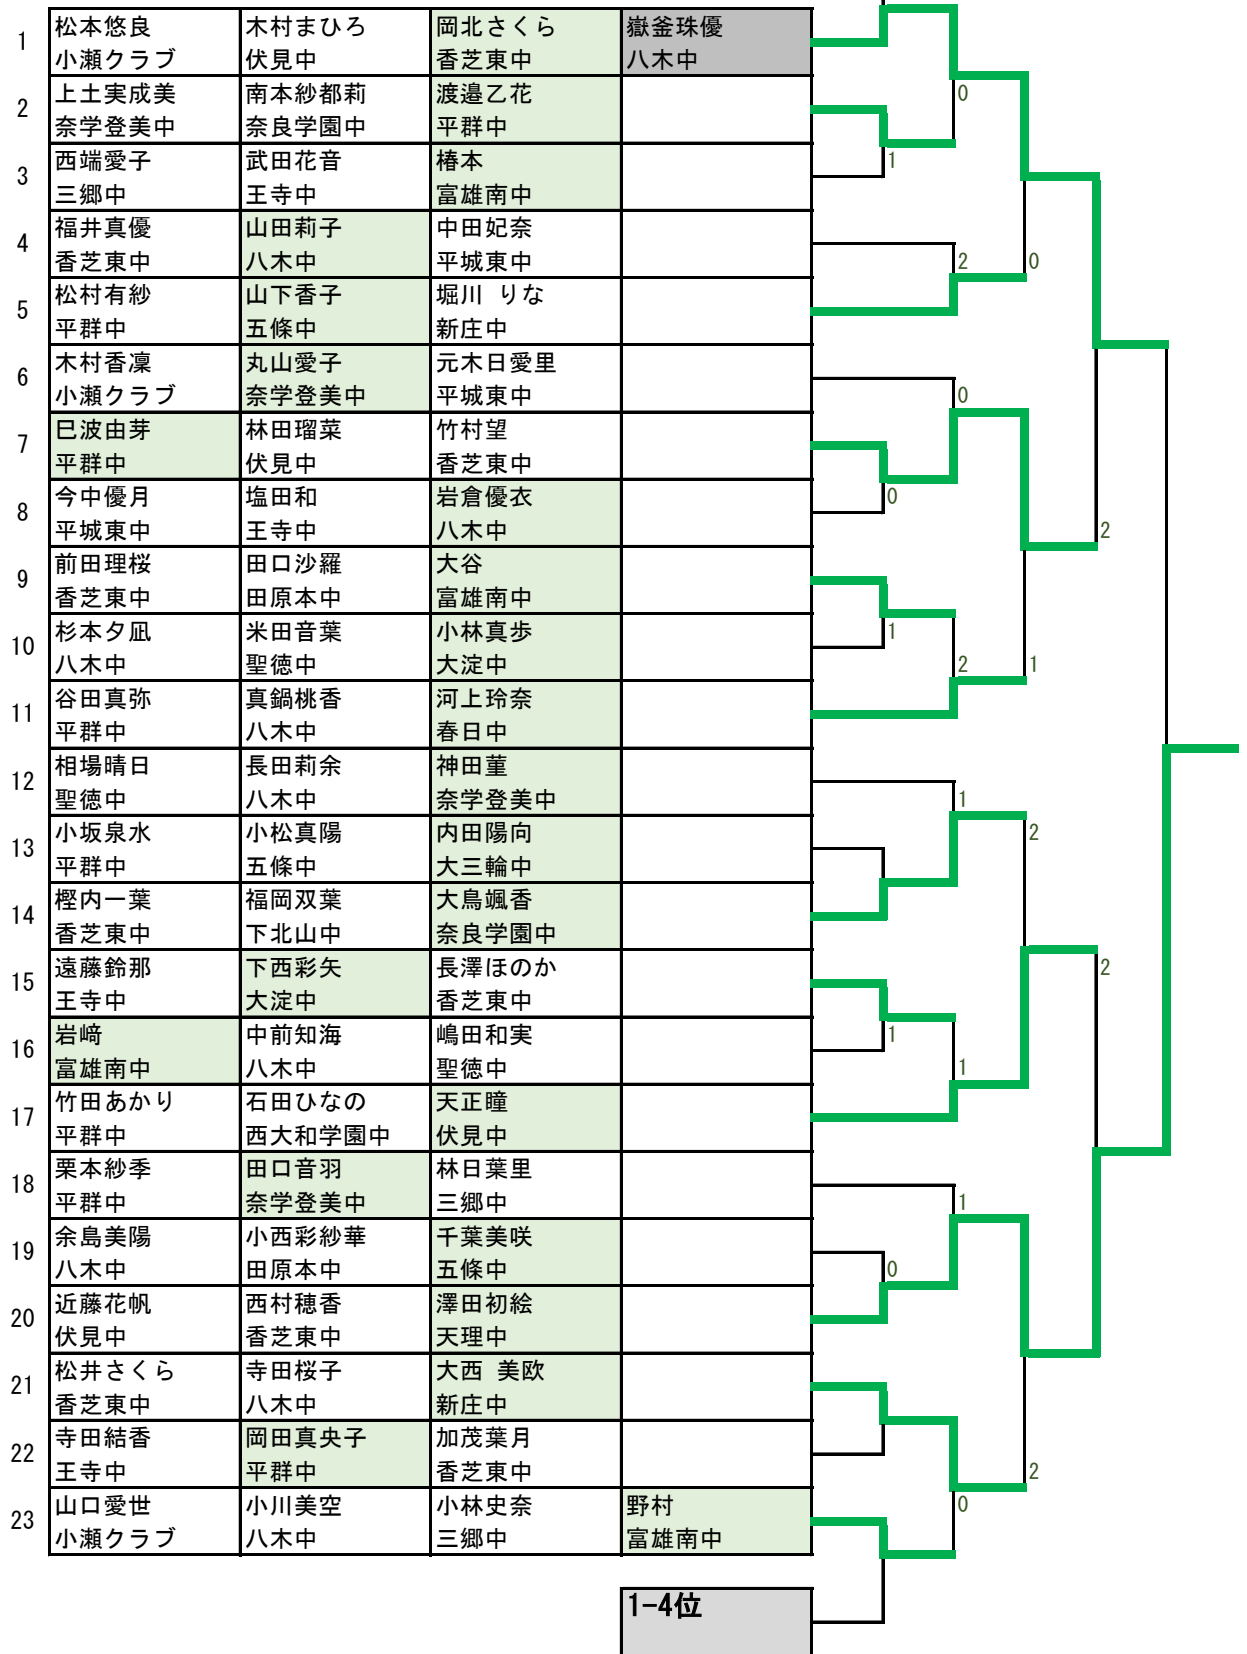 1 松本悠良 木村まひろ 岡北さくら 嶽釜珠優
小瀬クラブ 伏見中 香芝東中 八木中
2 上土実成美 南本紗都莉 渡邉乙花 0
奈学登美中 奈良学園中 平群中
3 西端愛子 武田花音 椿本 1
三郷中 王寺中 富雄南中
4 福井真優 山田莉子 中田妃奈
香芝東中 八木中 平城東中 2 0
5 松村有紗 山下香子 堀川 りな
平群中 五條中 新庄中
6 木村香凜 丸山愛子 元木日愛里
小瀬クラブ 奈学登美中 平城東中 0
7 巳波由芽 林田瑠菜 竹村望
平群中 伏見中 香芝東中
8 今中優月 塩田和 岩倉優衣 0
平城東中 王寺中 八木中 2
9 前田理桜 田口沙羅 大谷
香芝東中 田原本中 富雄南中
10 杉本夕凪 米田音葉 小林真歩 1
八木中 聖徳中 大淀中 2 1
11 谷田真弥 真鍋桃香 河上玲奈
平群中 八木中 春日中
12 相場晴日 長田莉余 神田菫
聖徳中 八木中 奈学登美中 1
13 小坂泉水 小松真陽 内田陽向 2
平群中 五條中 大三輪中
14 樫内一葉 福岡双葉 大鳥颯香
香芝東中 下北山中 奈良学園中
15 遠藤鈴那 下西彩矢 長澤ほのか 2
王寺中 大淀中 香芝東中
16 岩﨑 中前知海 嶋田和実 1
富雄南中 八木中 聖徳中 1
17 竹田あかり 石田ひなの 天正瞳
平群中 西大和学園中 伏見中
18 栗本紗季 田口音羽 林日葉里
平群中 奈学登美中 三郷中 1
19 余島美陽 小西彩紗華 千葉美咲
八木中 田原本中 五條中 0
20 近藤花帆 西村穂香 澤田初絵
伏見中 香芝東中 天理中
21 松井さくら 寺田桜子 大西 美欧
香芝東中 八木中 新庄中
22 寺田結香 岡田真央子 加茂葉月
王寺中 平群中 香芝東中 2
23 山口愛世 小川美空 小林史奈 野村 0
小瀬クラブ 八木中 三郷中 富雄南中
1-4位